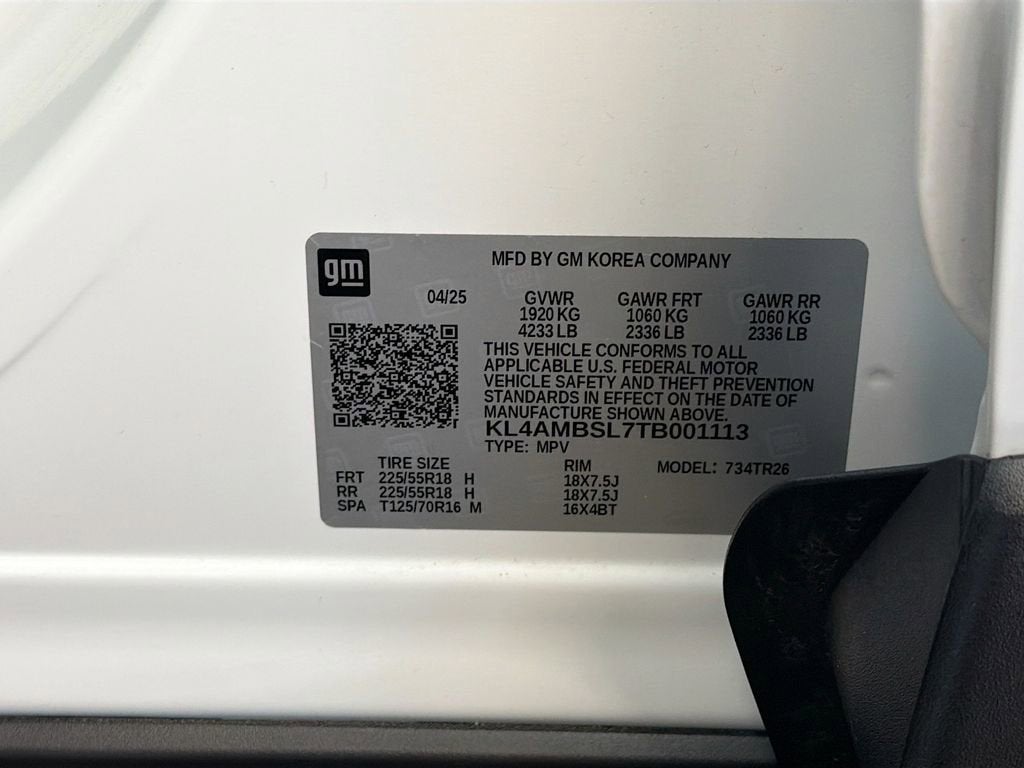 gm
MFD BY GM KOREA COMPANY
04/25 GVWR GAWR FRT GAWR RR
1920 KG 1060 KG 1060 KG
4233 LB 2336 LB 2336 LB
THIS VEHICLE CONFORMS TO ALL
APPLICABLE U.S. FEDERAL MOTOR
VEHICLE SAFETY AND THEFT PREVENTION
STANDARDS IN EFFECT ON THE DATE OF
MANUFACTURE SHOWN ABOVE.
KL4AMBSL7TB001113
TYPE: MPV
TIRE SIZE RIM MODEL: 734TR26
FRT 225/55R18 H 18X7.5J
RR 225/55R18 H 18X7.5J
SPA T125/70R16 M 16X4BT